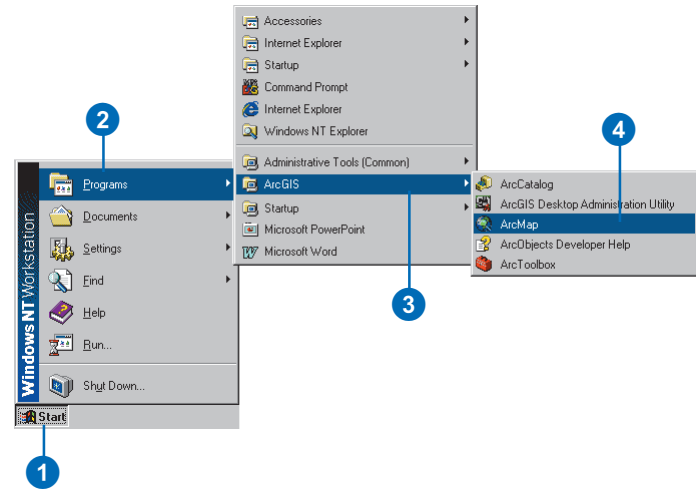 Accessories
Internet Explorer
Startup
Command Prompt
Internet Explorer
Windows NT Explorer
Administrative Tools (Common)
ArcGIS
Startup
Microsoft PowerPoint
Microsoft Word
2
4
3
1
Windows NT Workstation
Programs
Documents
Settings
Find
Help
Run...
Shut Down...
Start
ArcCatalog
ArcGIS Desktop Administration Utility
ArcMap
ArcObjects Developer Help
ArcToolbox